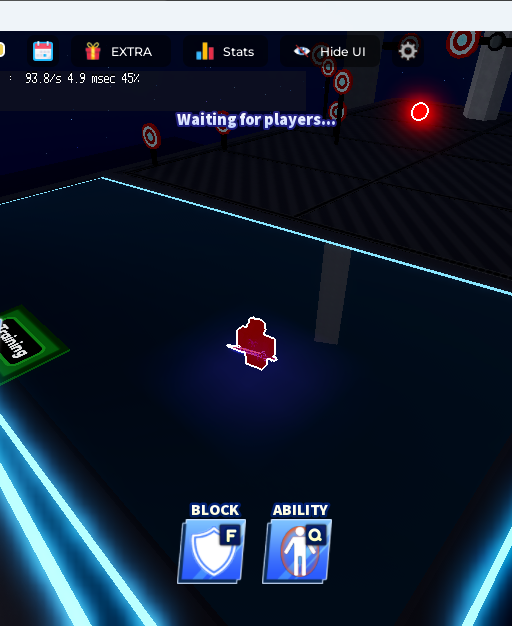 EXTRA
Stats
Hide UI
: 93.8/s 4.9 msec 45%
Waiting for players...
Training
BLOCK
ABILITY
F
Q